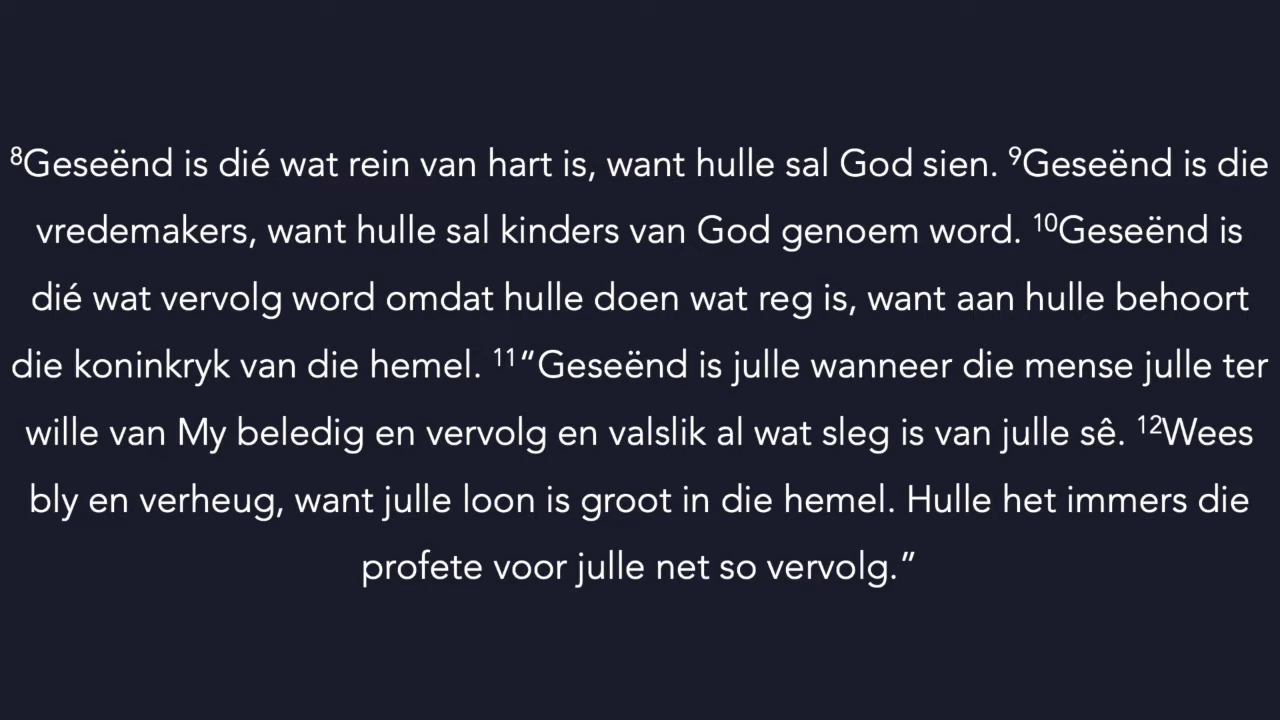 ⁸Geseënd is dié wat rein van hart is, want hulle sal God sien. ⁹Geseënd is die
vredemakers, want hulle sal kinders van God genoem word. ¹⁰Geseënd is
dié wat vervolg word omdat hulle doen wat reg is, want aan hulle behoort
die koninkryk van die hemel. ¹¹“Geseënd is julle wanneer die mense julle ter
wille van My beledig en vervolg en valslik al wat sleg is van julle sê. ¹²Wees
bly en verheug, want julle loon is groot in die hemel. Hulle het immers die
profete voor julle net so vervolg.”